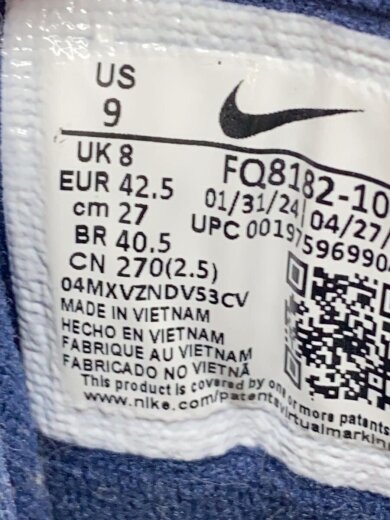 US
9
UK 8
EUR 42.5
cm 27
BR 40.5
CN 270(2.5)
FQ8182-10
01/31/24 04/27/
UPC 00197596990
04MXVZNDV53CV
MADE IN VIETNAM
HECHO EN VIETNAM
FABRIQUE AU VIETNAM
FABRICADO NO VIETNÃ
This product is covered by one or more patents
www.nike.com/patents
virtualmarkin